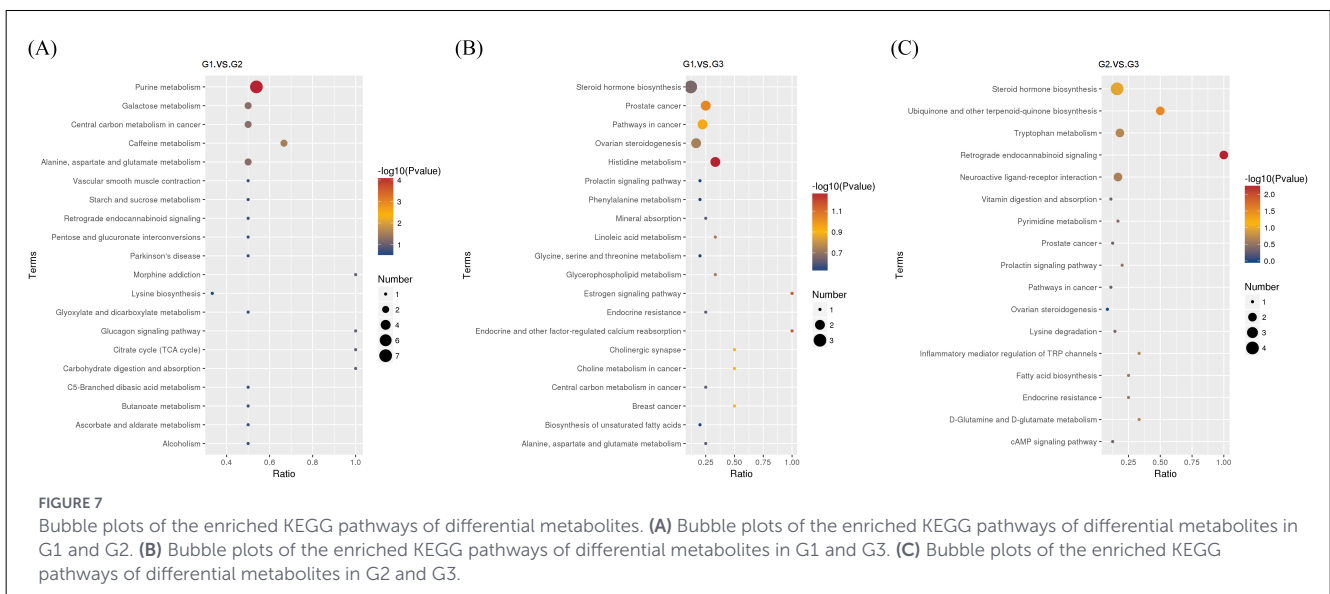 (A)
G1.VS.G2
Terms
Purine metabolism
Galactose metabolism
Central carbon metabolism in cancer
Caffeine metabolism
Alanine, aspartate and glutamate metabolism
Vascular smooth muscle contraction
Starch and sucrose metabolism
Retrograde endocannabinoid signaling
Pentose and glucuronate interconversions
Parkinson's disease
Morphine addiction
Lysine biosynthesis
Glyoxylate and dicarboxylate metabolism
Glucagon signaling pathway
Citrate cycle (TCA cycle)
Carbohydrate digestion and absorption
C5-Branched dibasic acid metabolism
Butanoate metabolism
Ascorbate and aldarate metabolism
Alcoholism
0.4 0.6 0.8 1.0
Ratio
-log10(Pvalue)
4
3
2
1
Number
1
2
4
6
7
(B)
G1.VS.G3
Terms
Steroid hormone biosynthesis
Prostate cancer
Pathways in cancer
Ovarian steroidogenesis
Histidine metabolism
Prolactin signaling pathway
Phenylalanine metabolism
Mineral absorption
Linoleic acid metabolism
Glycine, serine and threonine metabolism
Glycerophospholipid metabolism
Estrogen signaling pathway
Endocrine resistance
Endocrine and other factor-regulated calcium reabsorption
Cholinergic synapse
Choline metabolism in cancer
Central carbon metabolism in cancer
Breast cancer
Biosynthesis of unsaturated fatty acids
Alanine, aspartate and glutamate metabolism
0.25 0.50 0.75 1.00
Ratio
-log10(Pvalue)
1.1
0.9
0.7
Number
1
2
3
(C)
G2.VS.G3
Terms
Steroid hormone biosynthesis
Ubiquinone and other terpenoid-quinone biosynthesis
Tryptophan metabolism
Retrograde endocannabinoid signaling
Neuroactive ligand-receptor interaction
Vitamin digestion and absorption
Pyrimidine metabolism
Prostate cancer
Prolactin signaling pathway
Pathways in cancer
Ovarian steroidogenesis
Lysine degradation
Inflammatory mediator regulation of TRP channels
Fatty acid biosynthesis
Endocrine resistance
D-Glutamine and D-glutamate metabolism
cAMP signaling pathway
0.25 0.50 0.75 1.00
Ratio
-log10(Pvalue)
2.0
1.5
1.0
0.5
0.0
Number
1
2
3
4
FIGURE 7
Bubble plots of the enriched KEGG pathways of differential metabolites. (A) Bubble plots of the enriched KEGG pathways of differential metabolites in
G1 and G2. (B) Bubble plots of the enriched KEGG pathways of differential metabolites in G1 and G3. (C) Bubble plots of the enriched KEGG
pathways of differential metabolites in G2 and G3.